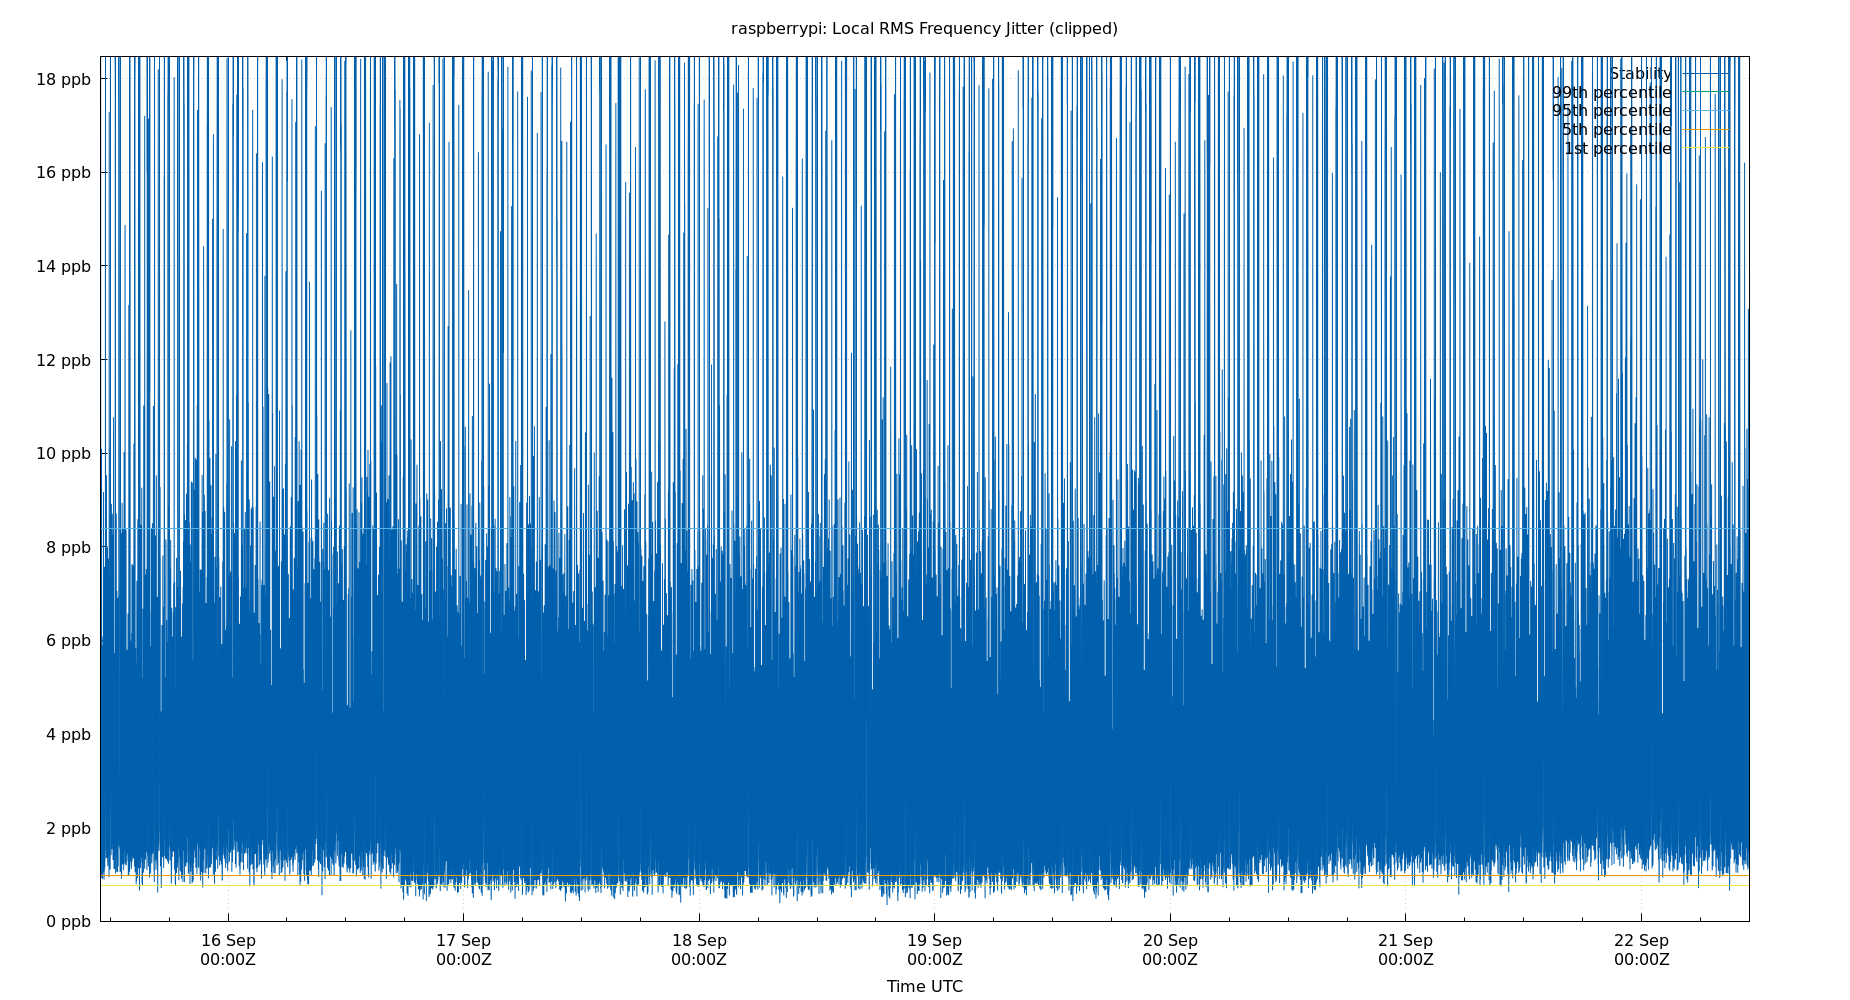 raspberrypi: Local RMS Frequency Jitter (clipped)
18 ppb
16 ppb
14 ppb
12 ppb
10 ppb
8 ppb
6 ppb
4 ppb
2 ppb
0 ppb
Stability
99th percentile
95th percentile
5th percentile
1st percentile
16 Sep 17 Sep 18 Sep 19 Sep 20 Sep 21 Sep 22 Sep
00:00Z 00:00Z 00:00Z 00:00Z 00:00Z 00:00Z 00:00Z
Time UTC